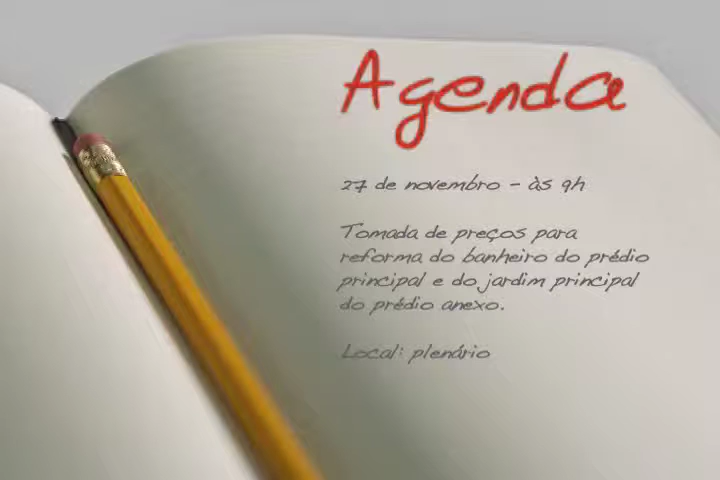 Agenda
27 de novembro - às 9h
Tomada de preços para
reforma do banheiro do prédio
principal e do jardim principal
do prédio anexo.
Local: plenário